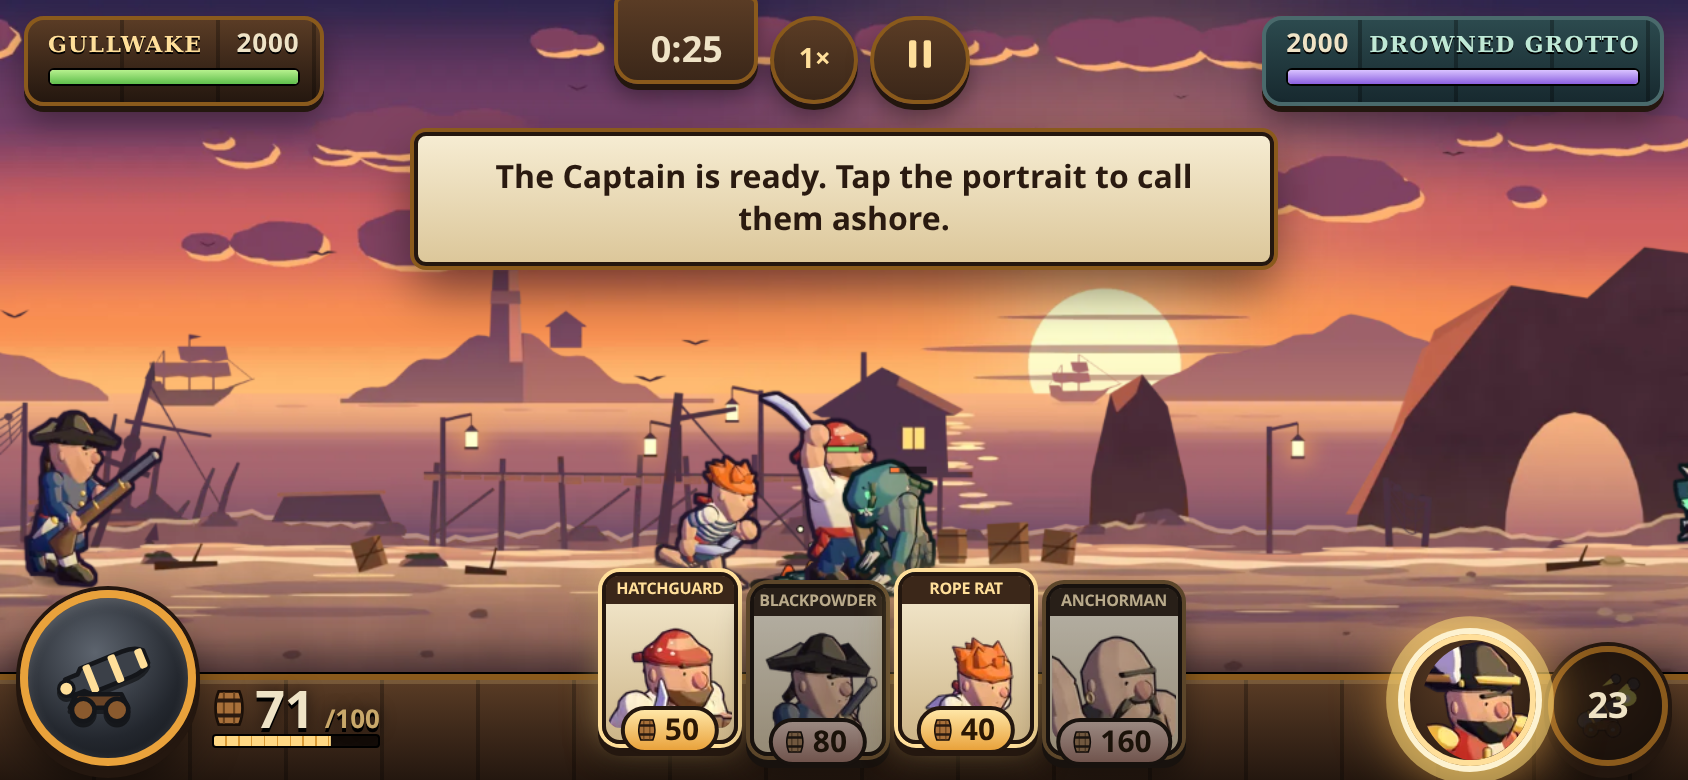 GULLWAKE 2000
0:25
1×
2000 DROWNED GROTTO
The Captain is ready. Tap the portrait to call
them ashore.
HATCHGUARD
BLACKPOWDER
ROPE RAT
ANCHORMAN
71 /100
50
80
40
160
23